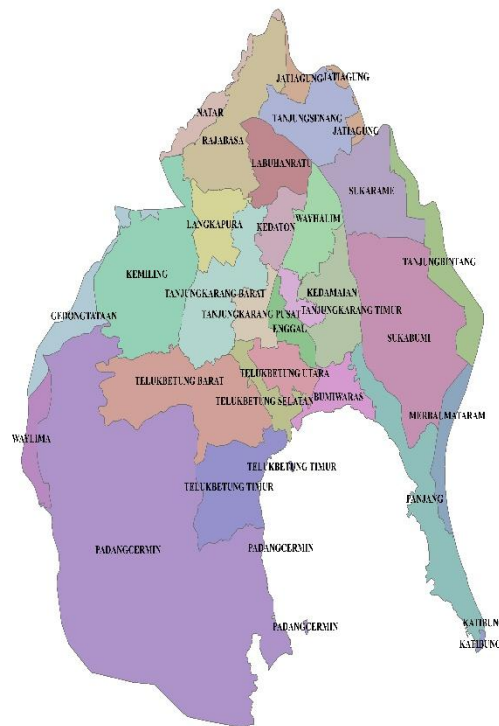 JATIAGUNG
JATIAGUNG
NATAR
TANJUNGSENANG
JATIAGUNG
RAJABASA
LABUHANRATU
SUKARAME
LANGKAPURA
KEDATON
WAYHALIM
TANJUNGBINTANG
KEMILING
TANJUNGKARANG BARAT
KEDAMAIAN
GEDONGTATAAN
TANJUNGKARANG PUSAT
TANJUNGKARANG TIMUR
ENGGAL
SUKABUMI
TELUKBETUNG UTARA
TELUKBETUNG BARAT
TELUKBETUNG SELATAN
BUMIWARAS
MERBAUMATARAM
WAYLIMA
TELUKBETUNG TIMUR
TELUKBETUNG TIMUR
PANJANG
PADANGCERMIN
PADANGCERMIN
PADANGCERMIN
KATIBUNG
KATIBUNG